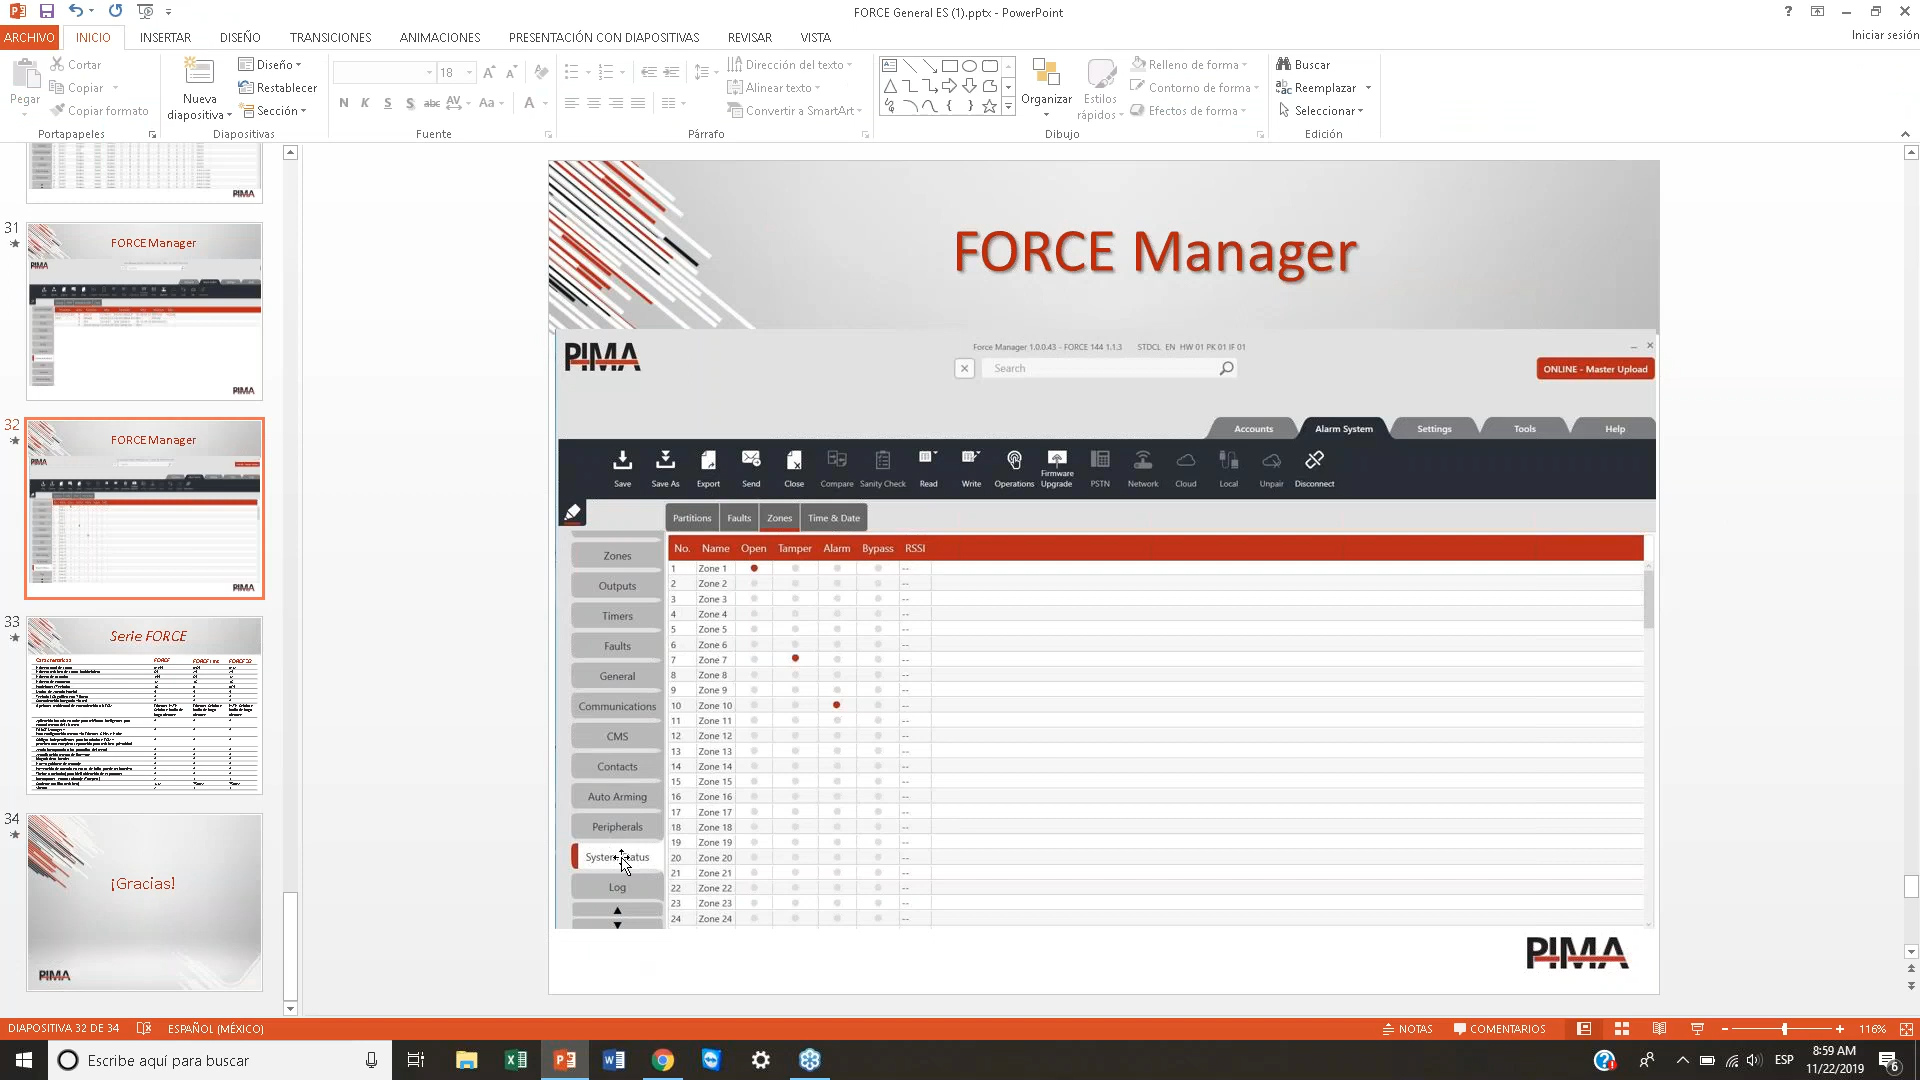 FORCE General ES (1).pptx - PowerPoint
?
ARCHIVO INICIO INSERTAR DISEÑO TRANSICIONES ANIMACIONES PRESENTACIÓN CON DIAPOSITIVAS REVISAR VISTA Iniciar sesión
Pegar
Cortar
Copiar
Copiar formato
Portapapeles
Nueva diapositiva
Diseño
Restablecer
Sección
Diapositivas
18
N K S S abc AV Aa A
Fuente
Dirección del texto
Alinear texto
Convertir a SmartArt
Párrafo
Organizar
Estilos rápidos
Relleno de forma
Contorno de forma
Efectos de forma
Dibujo
Buscar
Reemplazar
Seleccionar
Edición
PIMA
31
FORCE Manager
PIMA
PIMA
32
FORCE Manager
PIMA
PIMA
33
Serie FORCE
34
¡Gracias!
PIMA
FORCE Manager
PIMA
Force Manager 1.0.0.43 - FORCE 144 1.1.3 STDCL EN HW 01 PK 01 IF 01
Search
ONLINE - Master Upload
Accounts Alarm System Settings Tools Help
Save Save As Export Send Close Compare Sanity Check Read Write Operations Firmware Upgrade PSTN Network Cloud Local Unpair Disconnect
Partitions Faults Zones Time & Date
Zones
Outputs
Timers
Faults
General
Communications
CMS
Contacts
Auto Arming
Peripherals
Log
No. Name Open Tamper Alarm Bypass RSSI
1 Zone 1 --
2 Zone 2 --
3 Zone 3 --
4 Zone 4 --
5 Zone 5 --
6 Zone 6 --
7 Zone 7 --
8 Zone 8 --
9 Zone 9 --
10 Zone 10 --
11 Zone 11 --
12 Zone 12 --
13 Zone 13 --
14 Zone 14 --
15 Zone 15 --
16 Zone 16 --
17 Zone 17 --
18 Zone 18 --
19 Zone 19 --
20 Zone 20 --
21 Zone 21 --
22 Zone 22 --
23 Zone 23 --
24 Zone 24 --
PIMA
DIAPOSITIVA 32 DE 34 ESPAÑOL (MÉXICO) NOTAS COMENTARIOS 116%
Escribe aquí para buscar
ESP
8:59 AM
11/22/2019
6